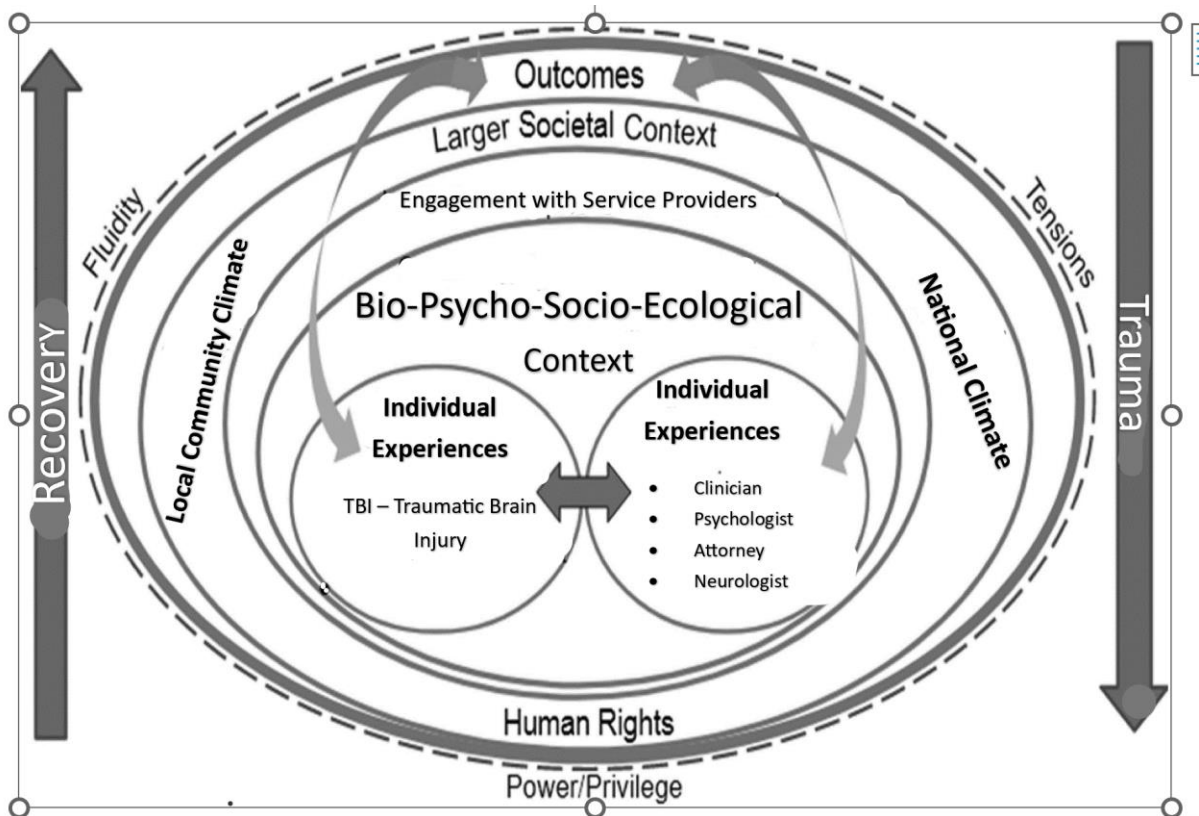 Outcomes
Larger Societal Context
Engagement with Service Providers
Fluidity
Tensions
Recovery
Trauma
Local Community Climate
National Climate
Bio-Psycho-Socio-Ecological
Context
Individual
Experiences
TBI – Traumatic Brain
Injury
Individual
Experiences
• Clinician
• Psychologist
• Attorney
• Neurologist
Human Rights
Power/Privilege